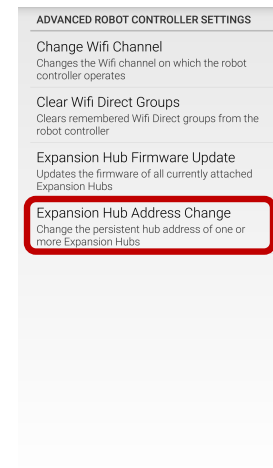 ADVANCED ROBOT CONTROLLER SETTINGS
Change Wifi Channel
Changes the Wifi channel on which the robot
controller operates
Clear Wifi Direct Groups
Clears remembered Wifi Direct groups from the
robot controller
Expansion Hub Firmware Update
Updates the firmware of all currently attached
Expansion Hubs
Expansion Hub Address Change
Change the persistent hub address of one or
more Expansion Hubs